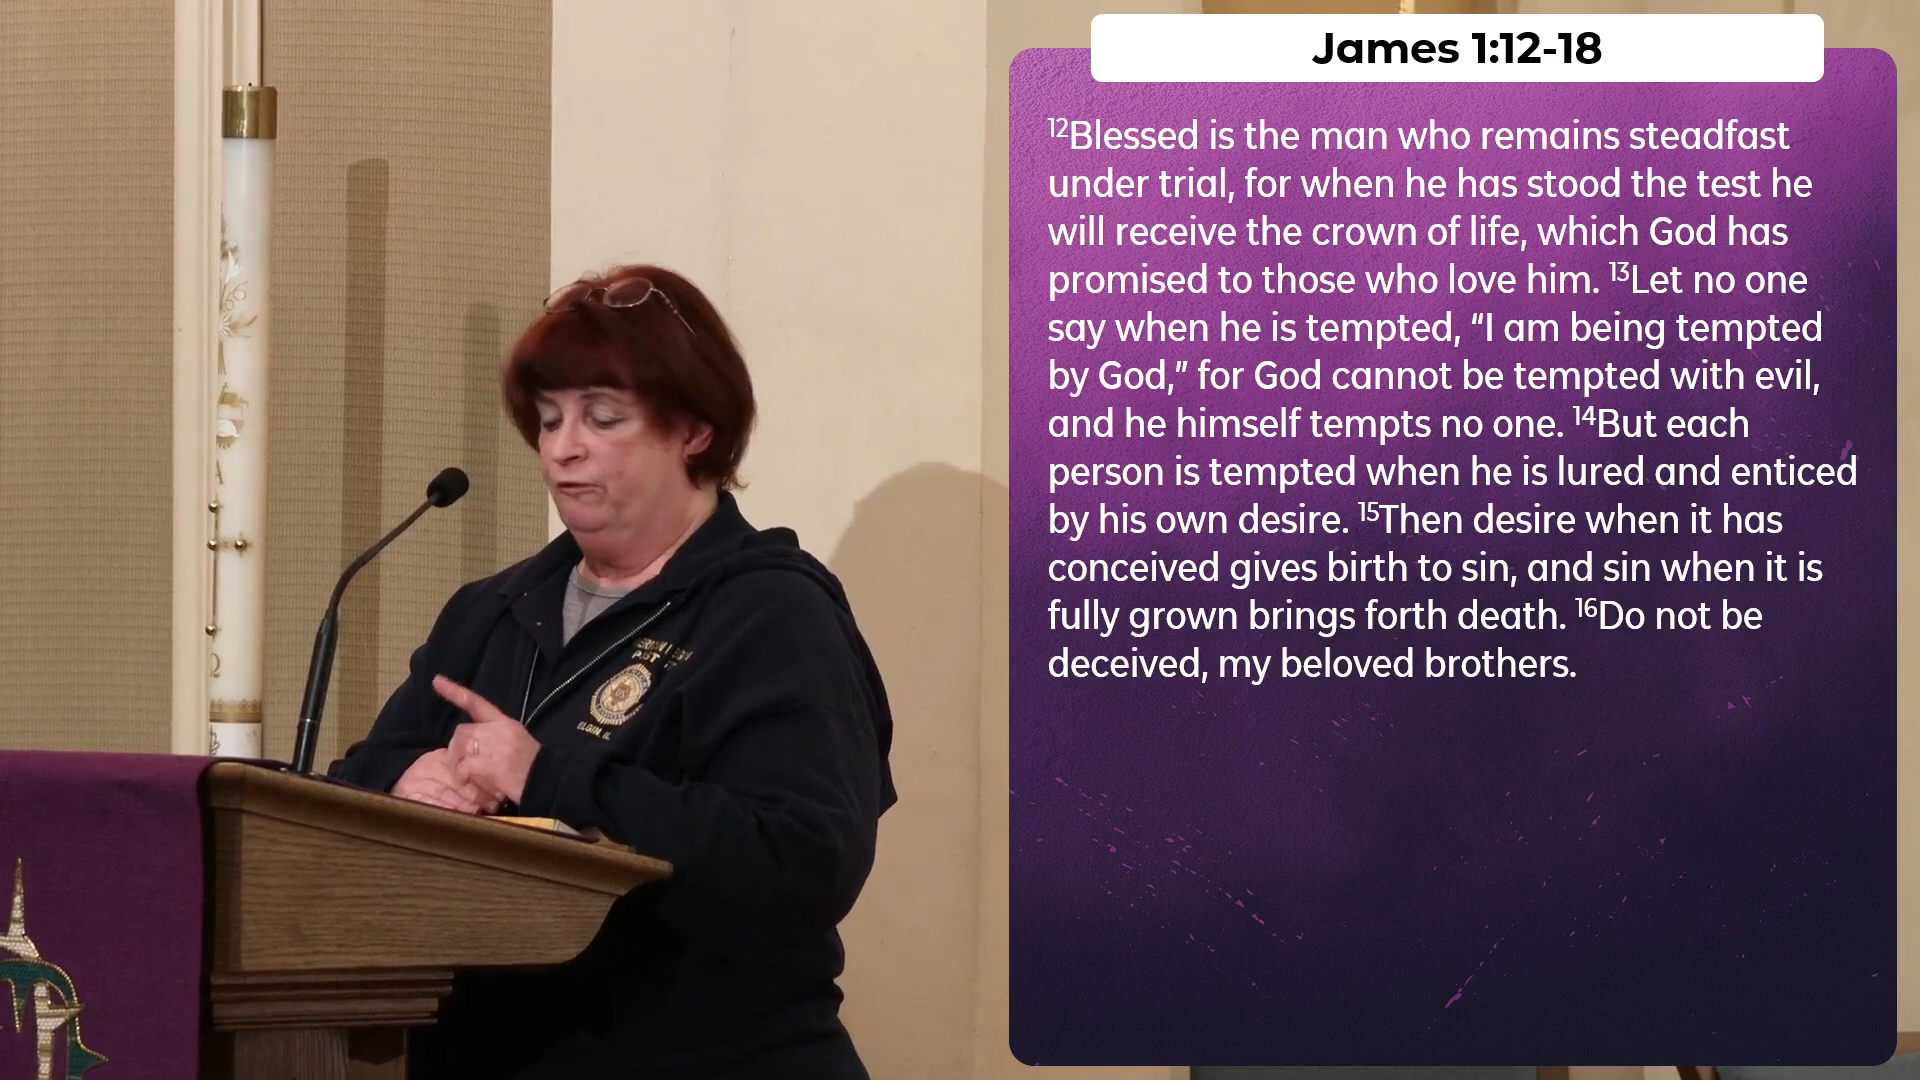 James 1:12-18
12Blessed is the man who remains steadfast
under trial, for when he has stood the test he
will receive the crown of life, which God has
promised to those who love him. 13Let no one
say when he is tempted, “I am being tempted
by God,” for God cannot be tempted with evil,
and he himself tempts no one. 14But each
person is tempted when he is lured and enticed
by his own desire. 15Then desire when it has
conceived gives birth to sin, and sin when it is
fully grown brings forth death. 16Do not be
deceived, my beloved brothers.
A
Ω
US
ELGIN, IL